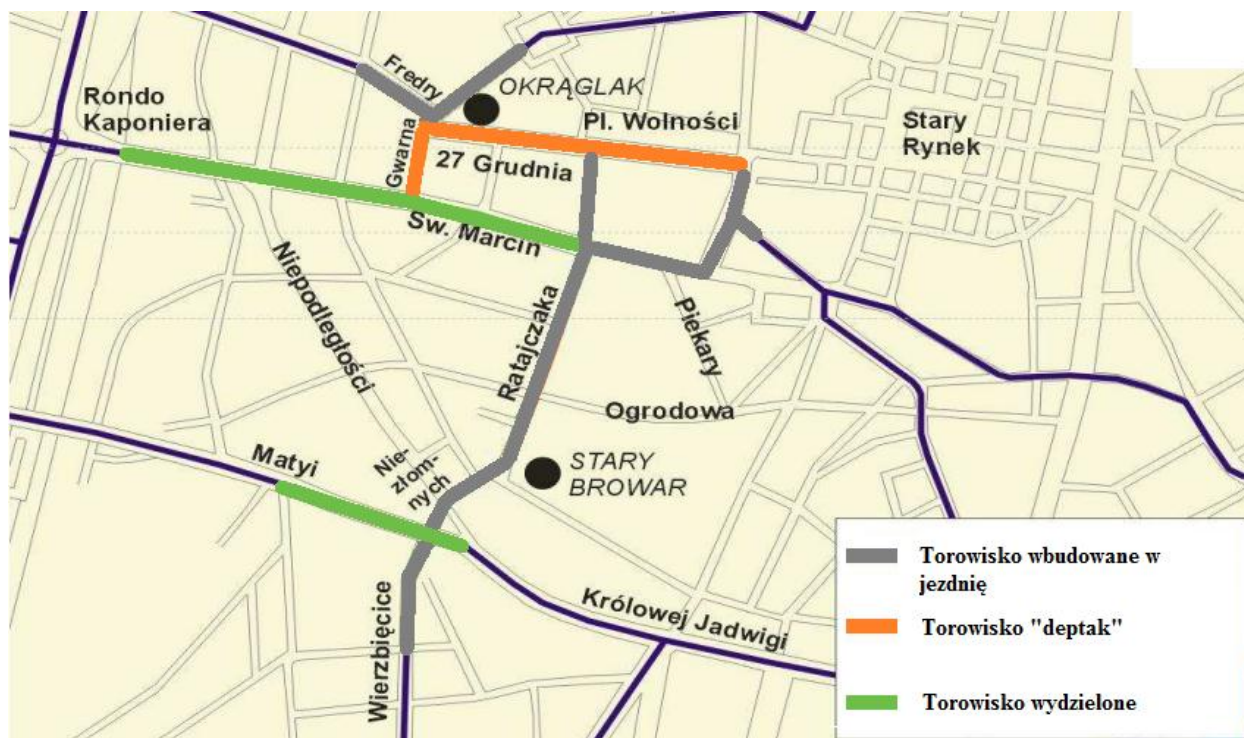 Fredry
OKRĄGLAK
Rondo
Kaponiera
Pl. Wolności
Stary
Rynek
Gwarna
27 Grudnia
Sw. Marcin
Niepodległości
Ratajczaka
Piekary
Ogrodowa
Matyi
Nie-
złom-
nych
STARY
BROWAR
Wierzbięcice
Królowej Jadwigi
Torowisko wbudowane w
jezdnię
Torowisko "deptak"
Torowisko wydzielone